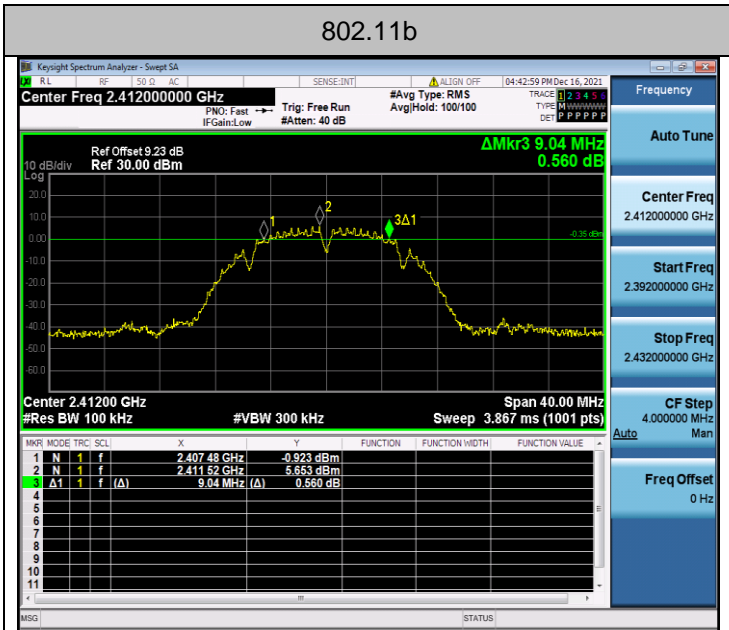 802.11b
Keysight Spectrum Analyzer - Swept SA
RL RF 50 Ω AC SENSE:INT ALIGN OFF 04:42:59 PM Dec 16, 2021
Center Freq 2.412000000 GHz
PNO: Fast
IFGain:Low
Trig: Free Run
#Atten: 40 dB
#Avg Type: RMS
Avg|Hold: 100/100
TRACE 1 2 3 4 5 6
TYPE M WWWWW
DET P P P P P P
Ref Offset 9.23 dB
Ref 30.00 dBm
10 dB/div
Log
ΔMkr3 9.04 MHz
0.560 dB
20.0
10.0
0.00
-10.0
-20.0
-30.0
-40.0
-50.0
-60.0
1
2
3Δ1
-0.35 dBm
Center 2.41200 GHz Span 40.00 MHz
#Res BW 100 kHz #VBW 300 kHz Sweep 3.867 ms (1001 pts)
MKR MODE TRC SCL X Y FUNCTION FUNCTION WIDTH FUNCTION VALUE
1 N 1 f 2.407 48 GHz -0.923 dBm
2 N 1 f 2.411 52 GHz 5.653 dBm
3 Δ1 1 f (Δ) 9.04 MHz (Δ) 0.560 dB
4
5
6
7
8
9
10
11
MSG STATUS
Frequency
Auto Tune
Center Freq
2.412000000 GHz
Start Freq
2.392000000 GHz
Stop Freq
2.432000000 GHz
CF Step
4.000000 MHz
Auto Man
Freq Offset
0 Hz